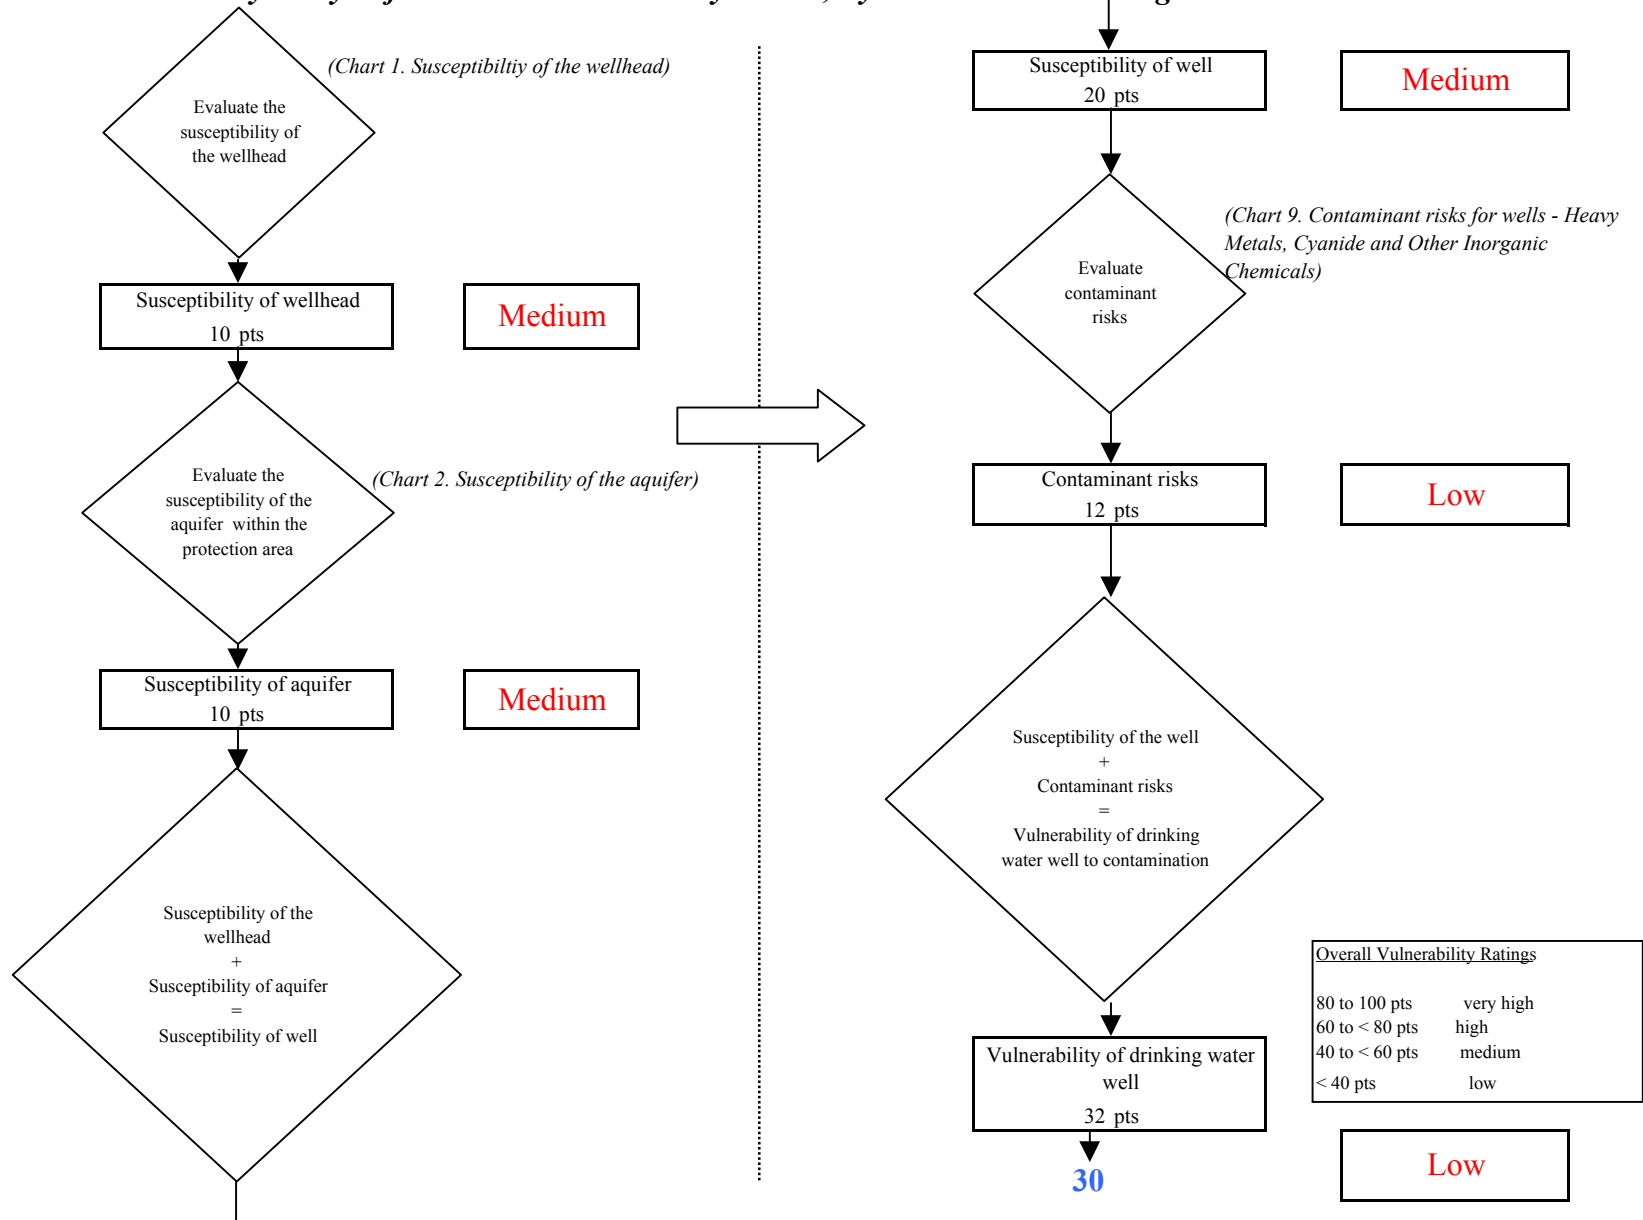 (Chart 1. Susceptibiltiy of the wellhead)
Evaluate the
susceptibility of
the wellhead
Susceptibility of wellhead
10 pts
Medium
(Chart 2. Susceptibility of the aquifer)
Evaluate the
susceptibility of the
aquifer within the
protection area
Susceptibility of aquifer
10 pts
Medium
Susceptibility of the
wellhead
+
Susceptibility of aquifer
=
Susceptibility of well
Susceptibility of well
20 pts
Medium
(Chart 9. Contaminant risks for wells - Heavy
Metals, Cyanide and Other Inorganic
Chemicals)
Evaluate
contaminant
risks
Contaminant risks
12 pts
Low
Susceptibility of the well
+
Contaminant risks
=
Vulnerability of drinking
water well to contamination
Vulnerability of drinking water
well
32 pts
30
Overall Vulnerability Ratings
80 to 100 pts very high
60 to < 80 pts high
40 to < 60 pts medium
< 40 pts low
Low